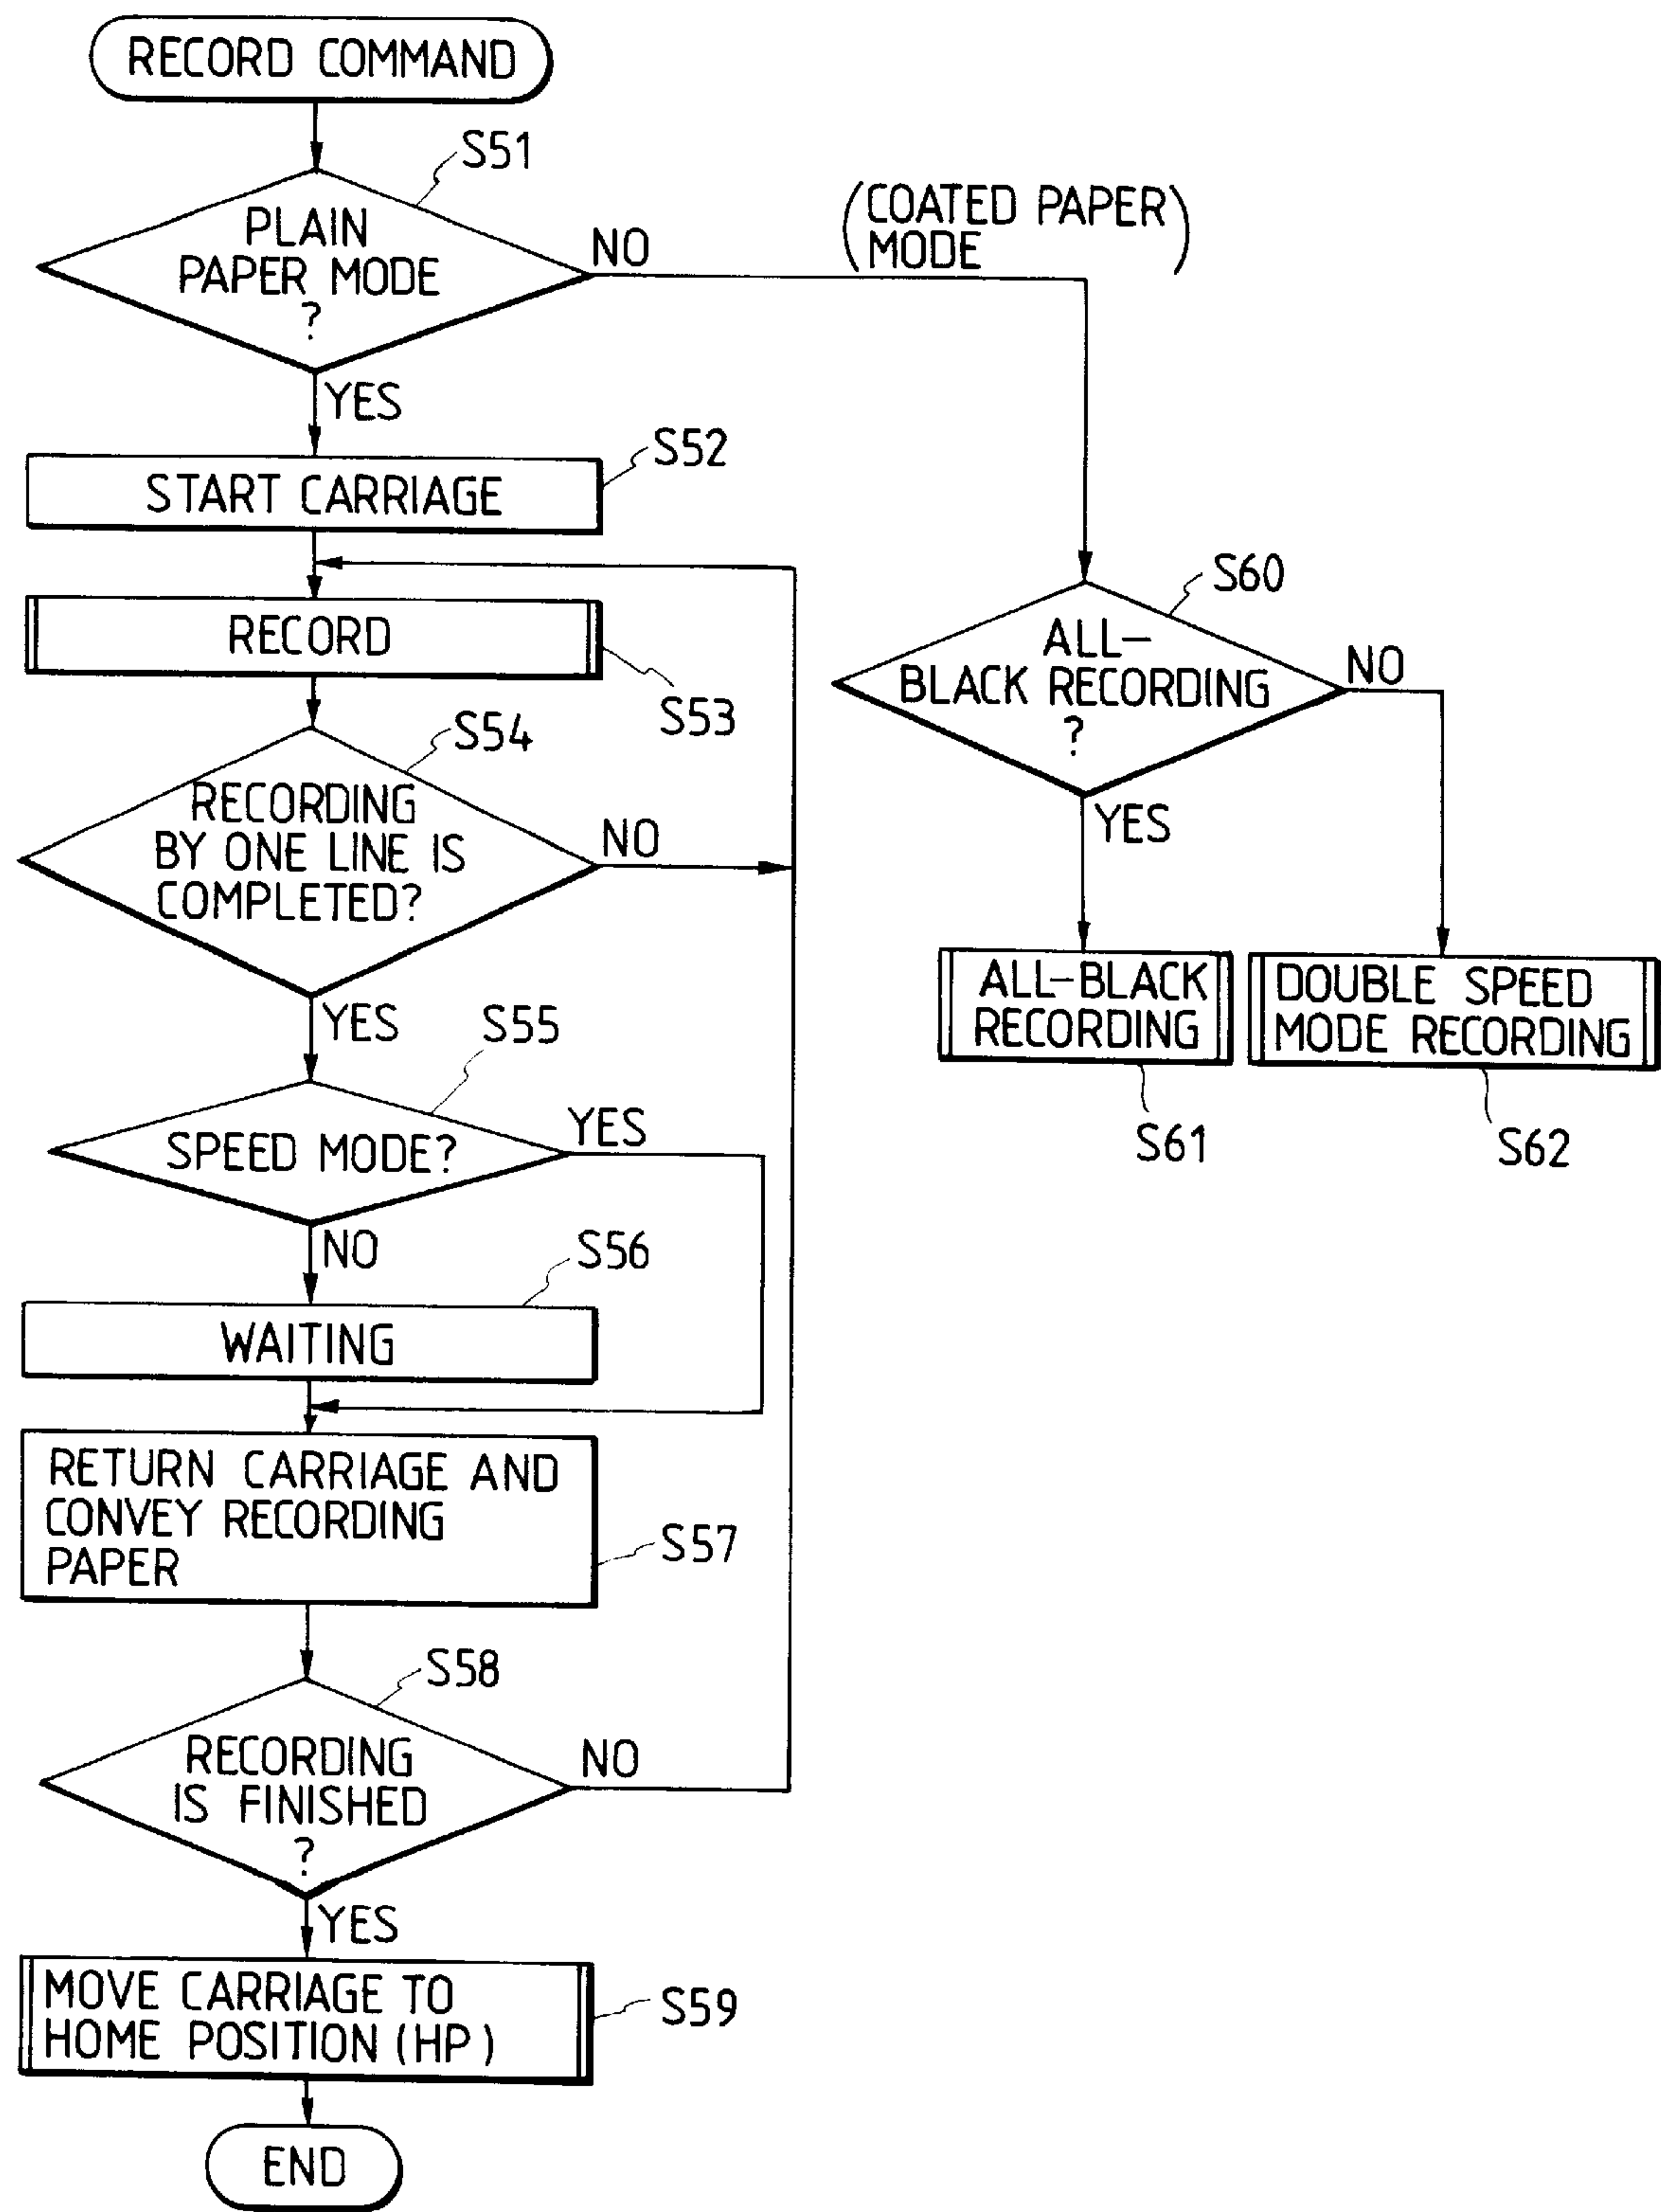 RECORD COMMAND
S51
PLAIN
PAPER MODE
?
NO
(COATED PAPER
MODE)
YES
S52
START CARRIAGE
RECORD
S53
S54
RECORDING
BY ONE LINE IS
COMPLETED?
NO
YES
S55
SPEED MODE?
YES
NO
S56
WAITING
RETURN CARRIAGE AND
CONVEY RECORDING
PAPER
S57
S58
RECORDING
IS FINISHED
?
NO
YES
MOVE CARRIAGE TO
HOME POSITION (HP)
S59
END
S60
ALL-
BLACK RECORDING
?
NO
YES
ALL-BLACK
RECORDING
S61
DOUBLE SPEED
MODE RECORDING
S62